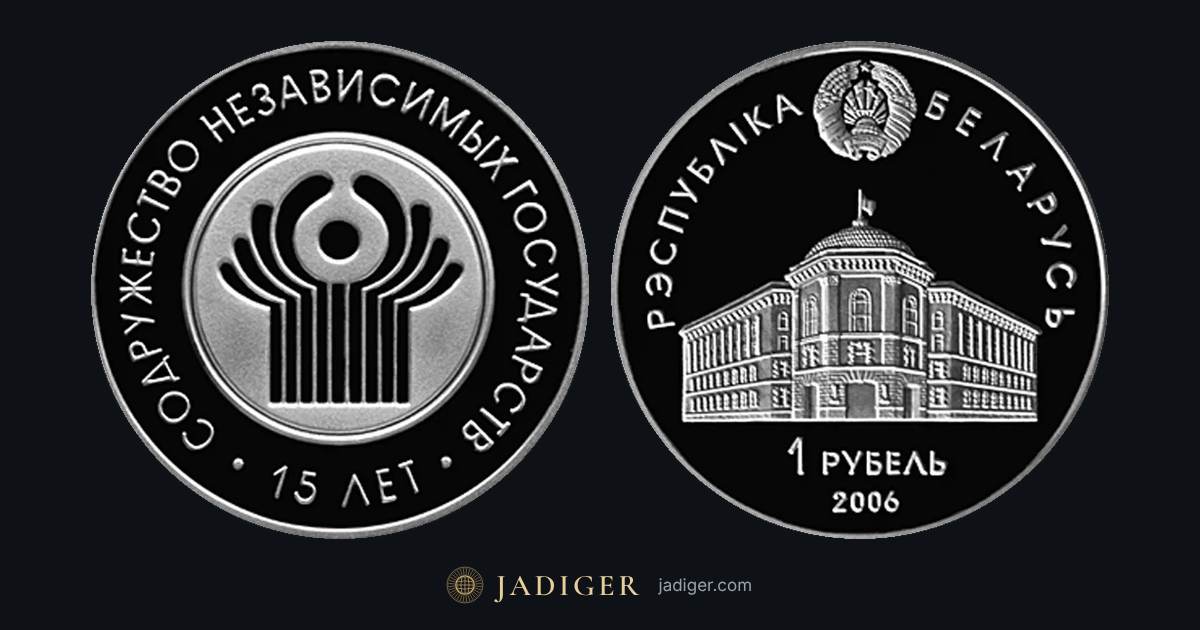 СОДРУЖЕСТВО НЕЗАВИСИМЫХ ГОСУДАРСТВ
• 15 ЛЕТ •
РЭСПУБЛІКА БЕЛАРУСЬ
1 РУБЕЛЬ
2006
JADIGER jadiger.com